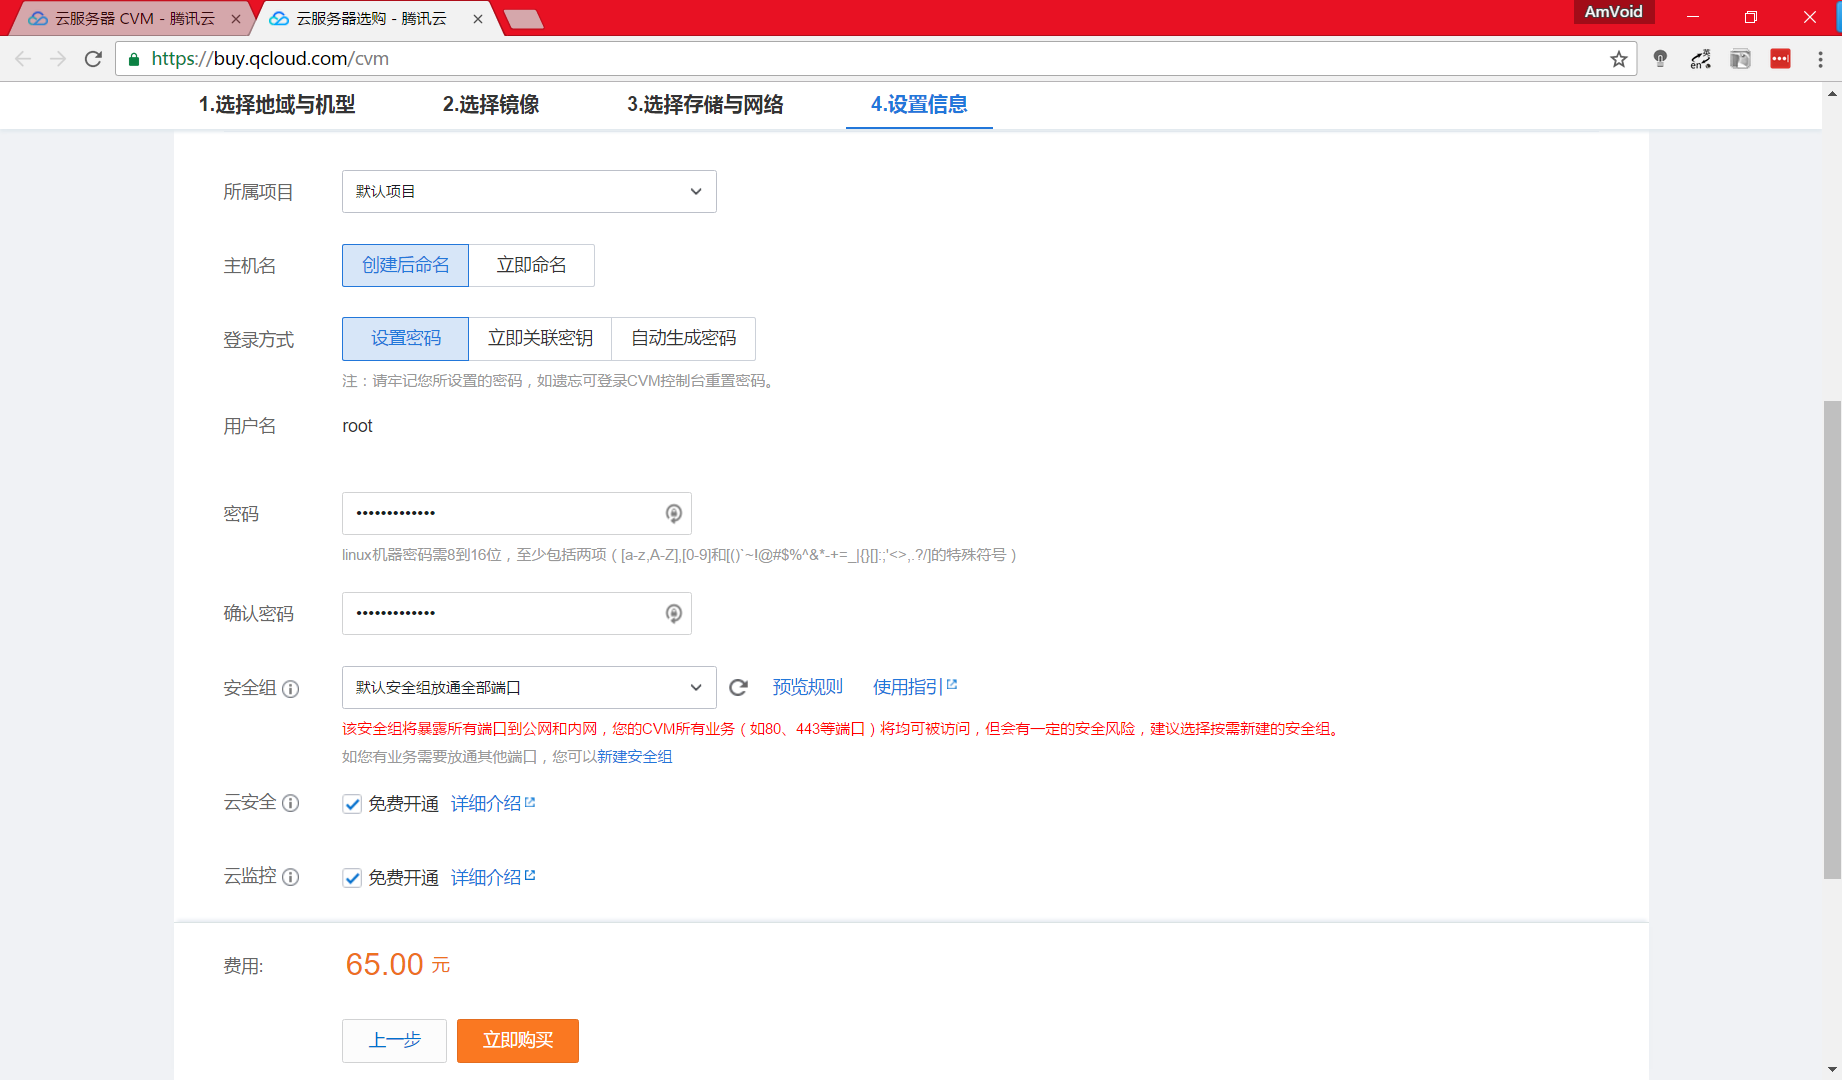 云服务器 CVM - 腾讯云
云服务器选购 - 腾讯云
AmVoid
https://buy.qcloud.com/cvm
英
en
1.选择地域与机型
2.选择镜像
3.选择存储与网络
4.设置信息
所属项目
默认项目
主机名
创建后命名
立即命名
登录方式
设置密码
立即关联密钥
自动生成密码
注：请牢记您所设置的密码，如遗忘可登录CVM控制台重置密码。
用户名
root
密码
•••••••••••••
linux机器密码需8到16位，至少包括两项（[a-z,A-Z],[0-9]和[()`~!@#$%^&*-+=_|{}[]:;'<>,.?/]的特殊符号）
确认密码
•••••••••••••
安全组
默认安全组放通全部端口
预览规则
使用指引
该安全组将暴露所有端口到公网和内网，您的CVM所有业务（如80、443等端口）将均可被访问，但会有一定的安全风险，建议选择按需新建的安全组。
如您有业务需要放通其他端口，您可以新建安全组
云安全
免费开通
详细介绍
云监控
免费开通
详细介绍
费用:
65.00 元
上一步
立即购买